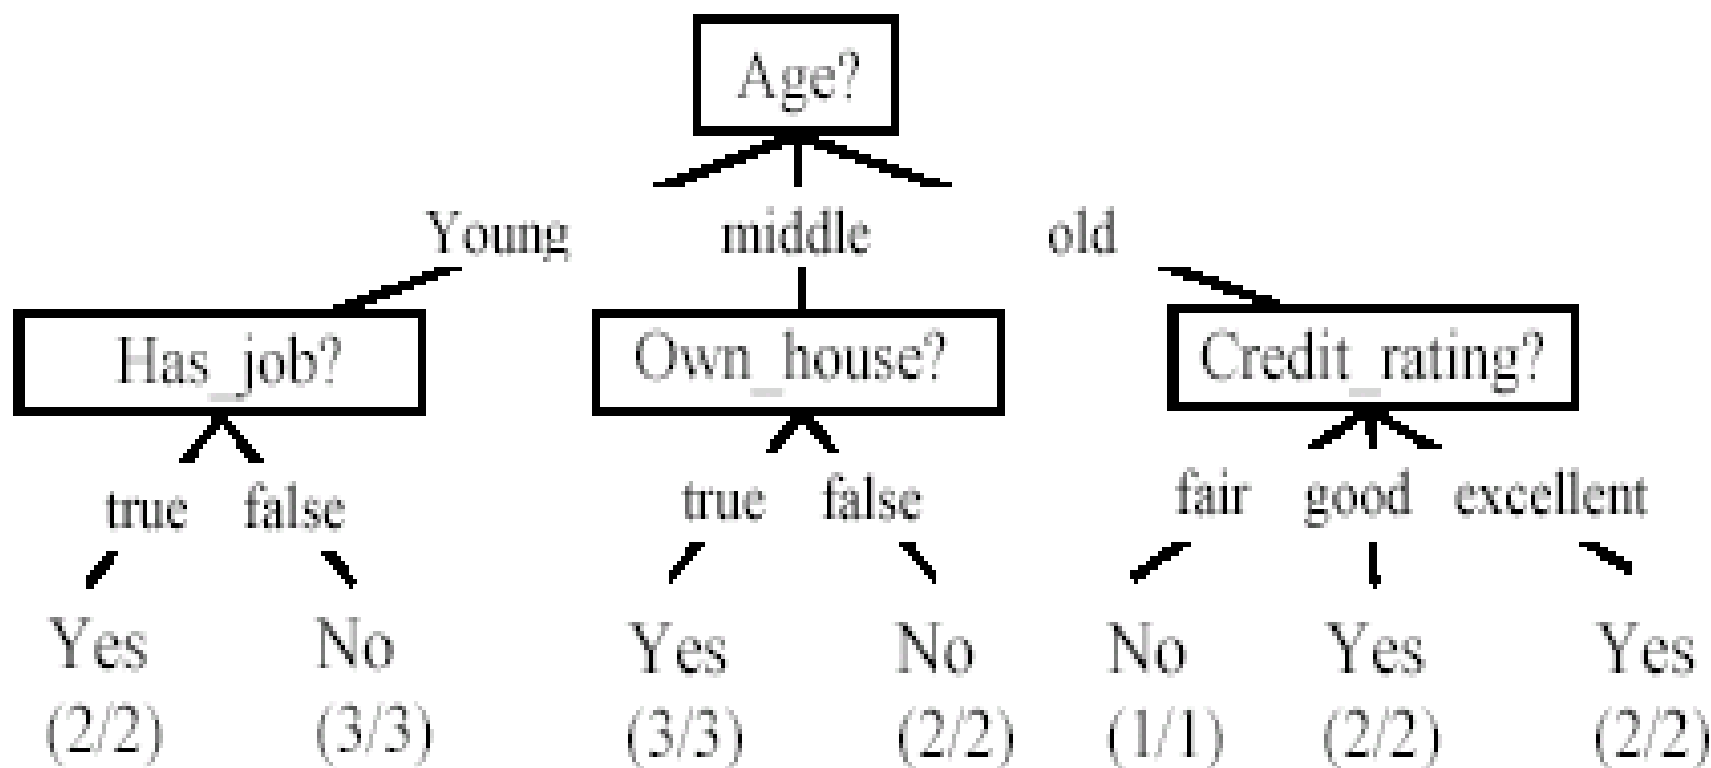 Age?
Young middle old
Has_job? Own_house? Credit_rating?
true false true false fair good excellent
Yes No Yes No No Yes Yes
(2/2) (3/3) (3/3) (2/2) (1/1) (2/2) (2/2)